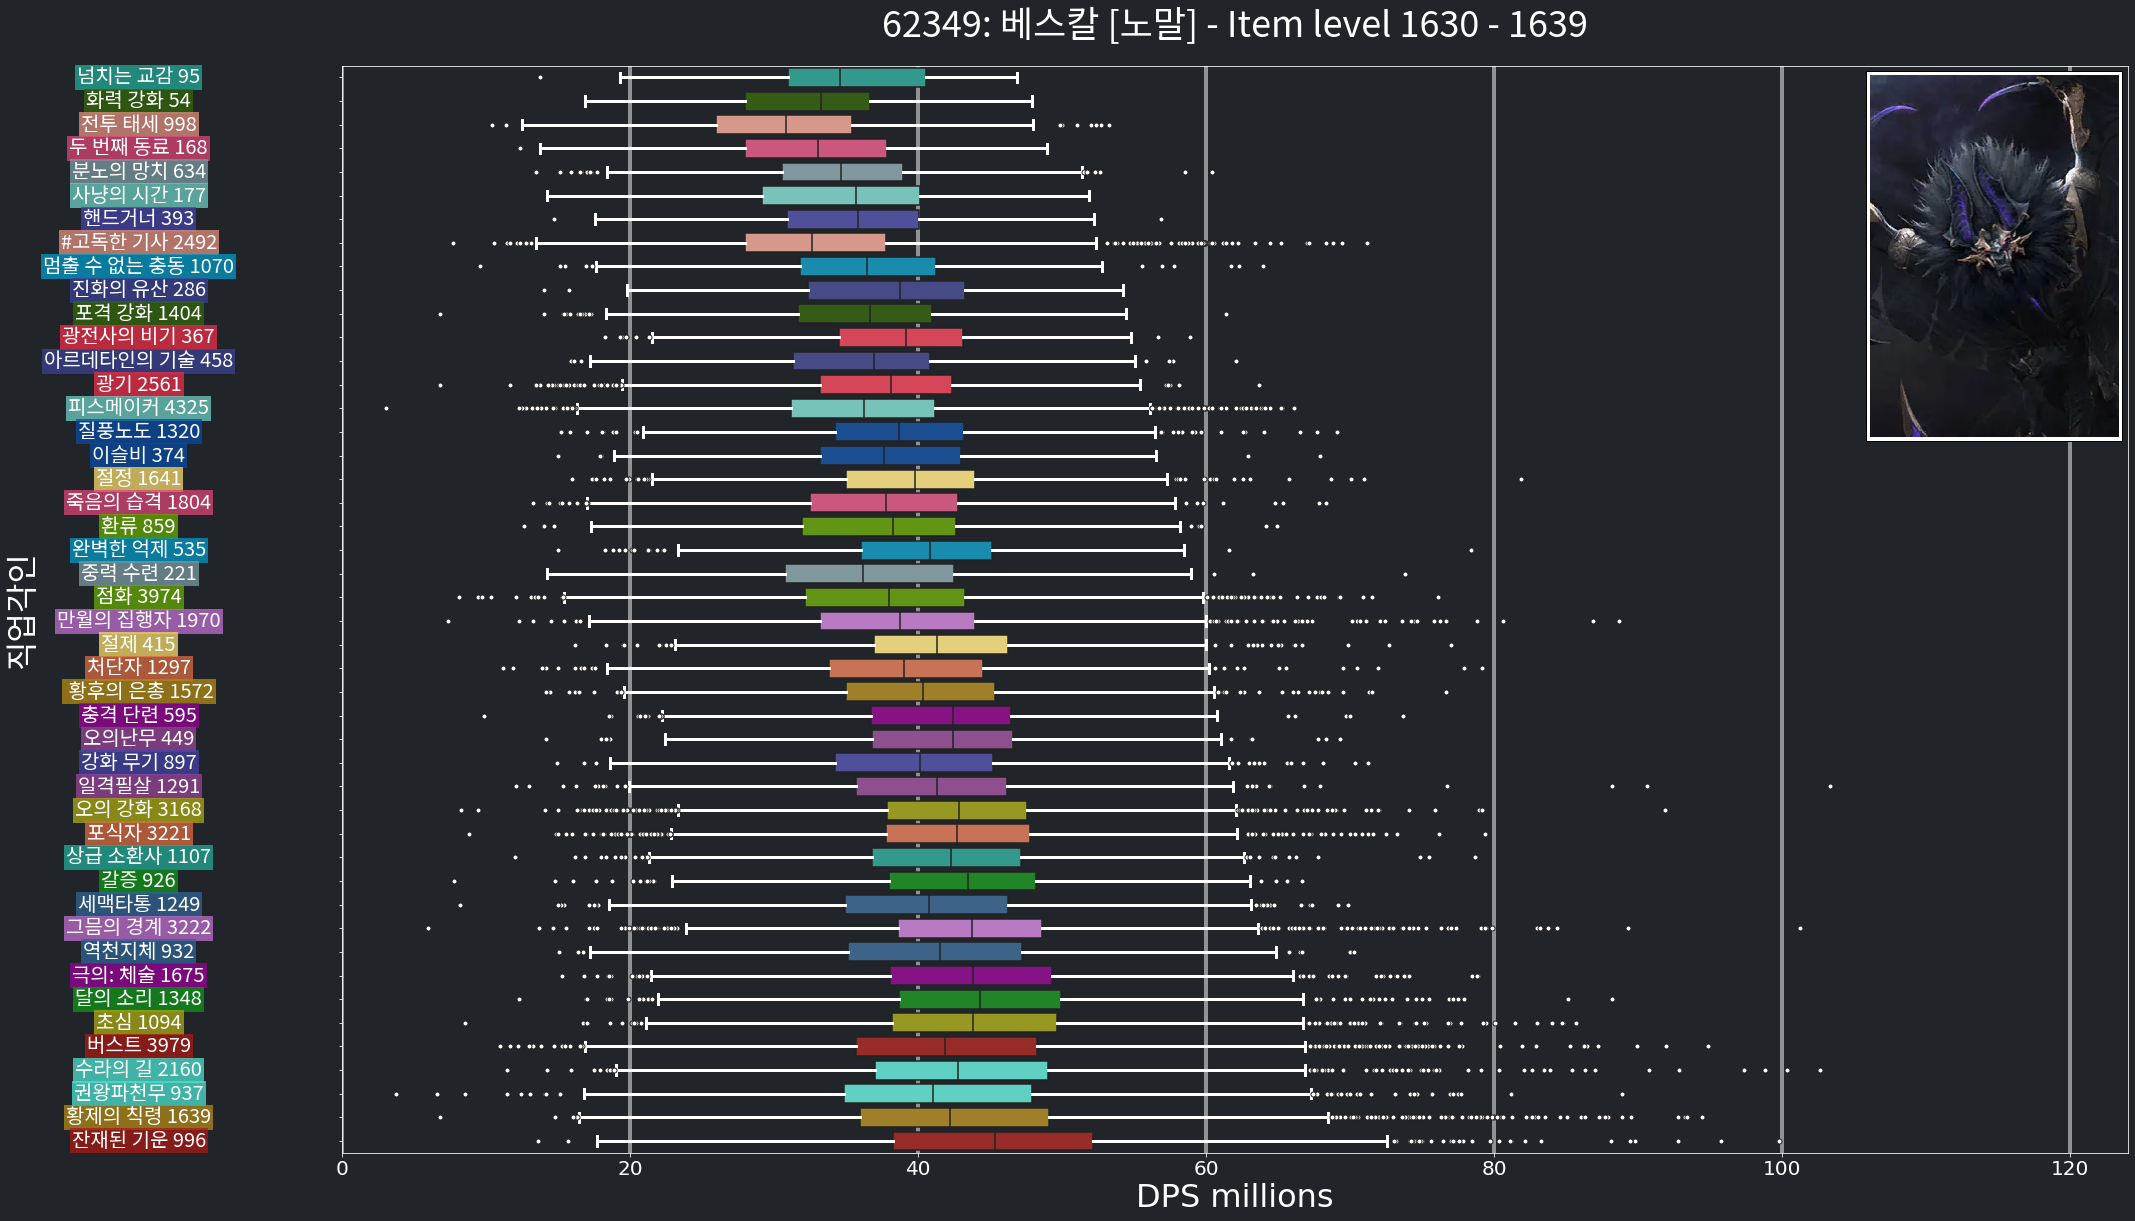 62349: 베스칼 [노말] - Item level 1630 - 1639
넘치는 교감 95
화력 강화 54
전투 태세 998
두 번째 동료 168
분노의 망치 634
사냥의 시간 177
핸드거너 393
#고독한 기사 2492
멈출 수 없는 충동 1070
진화의 유산 286
포격 강화 1404
광전사의 비기 367
아르데타인의 기술 458
광기 2561
피스메이커 4325
질풍노도 1320
이슬비 374
절정 1641
죽음의 습격 1804
환류 859
완벽한 억제 535
중력 수련 221
점화 3974
만월의 집행자 1970
절제 415
처단자 1297
황후의 은총 1572
충격 단련 595
오의난무 449
강화 무기 897
일격필살 1291
오의 강화 3168
포식자 3221
상급 소환사 1107
갈증 926
세맥타통 1249
그믐의 경계 3222
역천지체 932
극의: 체술 1675
달의 소리 1348
초심 1094
버스트 3979
수라의 길 2160
권왕파천무 937
황제의 칙령 1639
잔재된 기운 996
직업각인
0 20 40 60 80 100 120
DPS millions